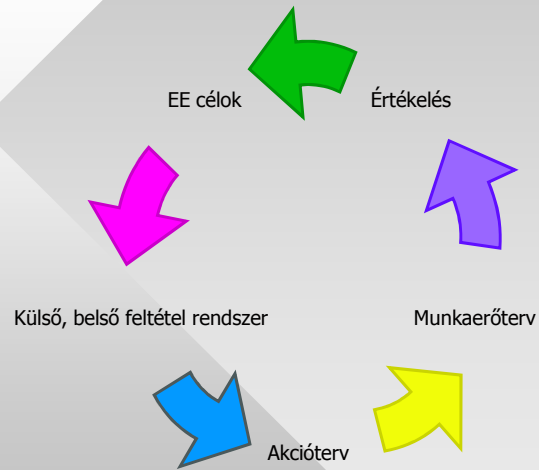 EE célok
Értékelés
Külső, belső feltétel rendszer
Munkaerőterv
Akcióterv